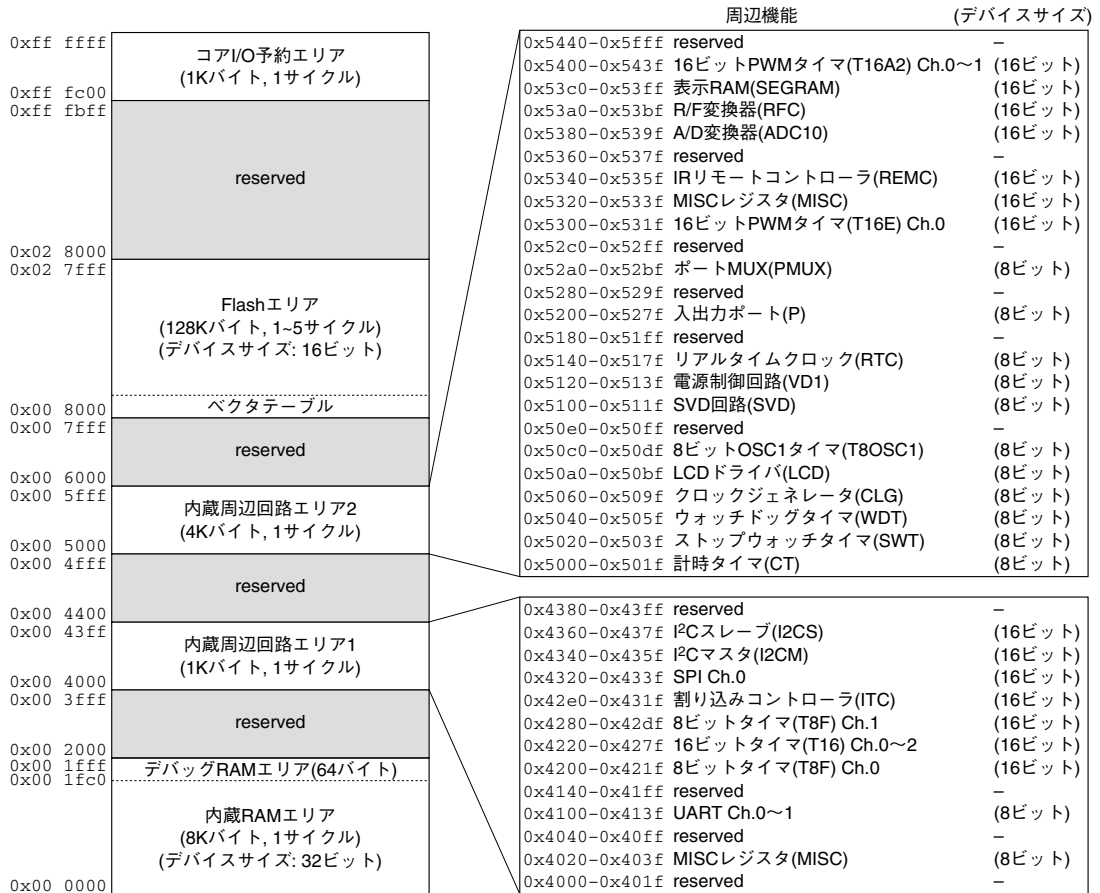 0xff ffff
コアI/O予約エリア
(1Kバイト, 1サイクル)
0xff fc00
0xff fbff
reserved
0x02 8000
0x02 7fff
Flashエリア
(128Kバイト, 1~5サイクル)
(デバイスサイズ: 16ビット)
ベクタテーブル
0x00 8000
0x00 7fff
reserved
0x00 6000
0x00 5fff
内蔵周辺回路エリア2
(4Kバイト, 1サイクル)
0x00 5000
0x00 4fff
reserved
0x00 4400
0x00 43ff
内蔵周辺回路エリア1
(1Kバイト, 1サイクル)
0x00 4000
0x00 3fff
reserved
0x00 2000
0x00 1fff
デバッグRAMエリア(64バイト)
0x00 1fc0
内蔵RAMエリア
(8Kバイト, 1サイクル)
(デバイスサイズ: 32ビット)
0x00 0000
周辺機能 (デバイスサイズ)
0x5440–0x5fff reserved –
0x5400–0x543f 16ビットPWMタイマ(T16A2) Ch.0〜1 (16ビット)
0x53c0–0x53ff 表示RAM(SEGRAM) (16ビット)
0x53a0–0x53bf R/F変換器(RFC) (16ビット)
0x5380–0x539f A/D変換器(ADC10) (16ビット)
0x5360–0x537f reserved –
0x5340–0x535f IRリモートコントローラ(REMC) (16ビット)
0x5320–0x533f MISCレジスタ(MISC) (16ビット)
0x5300–0x531f 16ビットPWMタイマ(T16E) Ch.0 (16ビット)
0x52c0–0x52ff reserved –
0x52a0–0x52bf ポートMUX(PMUX) (8ビット)
0x5280–0x529f reserved –
0x5200–0x527f 入出力ポート(P) (8ビット)
0x5180–0x51ff reserved –
0x5140–0x517f リアルタイムクロック(RTC) (8ビット)
0x5120–0x513f 電源制御回路(VD1) (8ビット)
0x5100–0x511f SVD回路(SVD) (8ビット)
0x50e0–0x50ff reserved –
0x50c0–0x50df 8ビットOSC1タイマ(T8OSC1) (8ビット)
0x50a0–0x50bf LCDドライバ(LCD) (8ビット)
0x5060–0x509f クロックジェネレータ(CLG) (8ビット)
0x5040–0x505f ウォッチドッグタイマ(WDT) (8ビット)
0x5020–0x503f ストップウォッチタイマ(SWT) (8ビット)
0x5000–0x501f 計時タイマ(CT) (8ビット)
0x4380–0x43ff reserved –
0x4360–0x437f I²Cスレーブ(I2CS) (16ビット)
0x4340–0x435f I²Cマスタ(I2CM) (16ビット)
0x4320–0x433f SPI Ch.0 (16ビット)
0x42e0–0x431f 割り込みコントローラ(ITC) (16ビット)
0x4280–0x42df 8ビットタイマ(T8F) Ch.1 (16ビット)
0x4220–0x427f 16ビットタイマ(T16) Ch.0〜2 (16ビット)
0x4200–0x421f 8ビットタイマ(T8F) Ch.0 (16ビット)
0x4140–0x41ff reserved –
0x4100–0x413f UART Ch.0〜1 (8ビット)
0x4040–0x40ff reserved –
0x4020–0x403f MISCレジスタ(MISC) (8ビット)
0x4000–0x401f reserved –